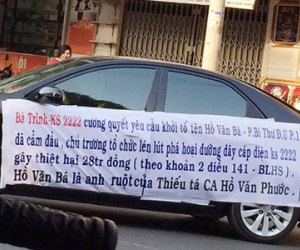 Bà Trinh-KS 2222 cương quyết yêu cầu khởi tố tên Hồ Văn Bá - P.Bí Thư Đ.U P.1
đã cầm đầu, chủ trương tổ chức lén lút phá hoại đường dây cấp điện ks 2222
gây thiệt hại 28tr đồng ( theo khoản 2 điều 141 - BLHS ).
Hồ Văn Bá là anh ruột của Thiếu tá CA Hồ Văn Phước.